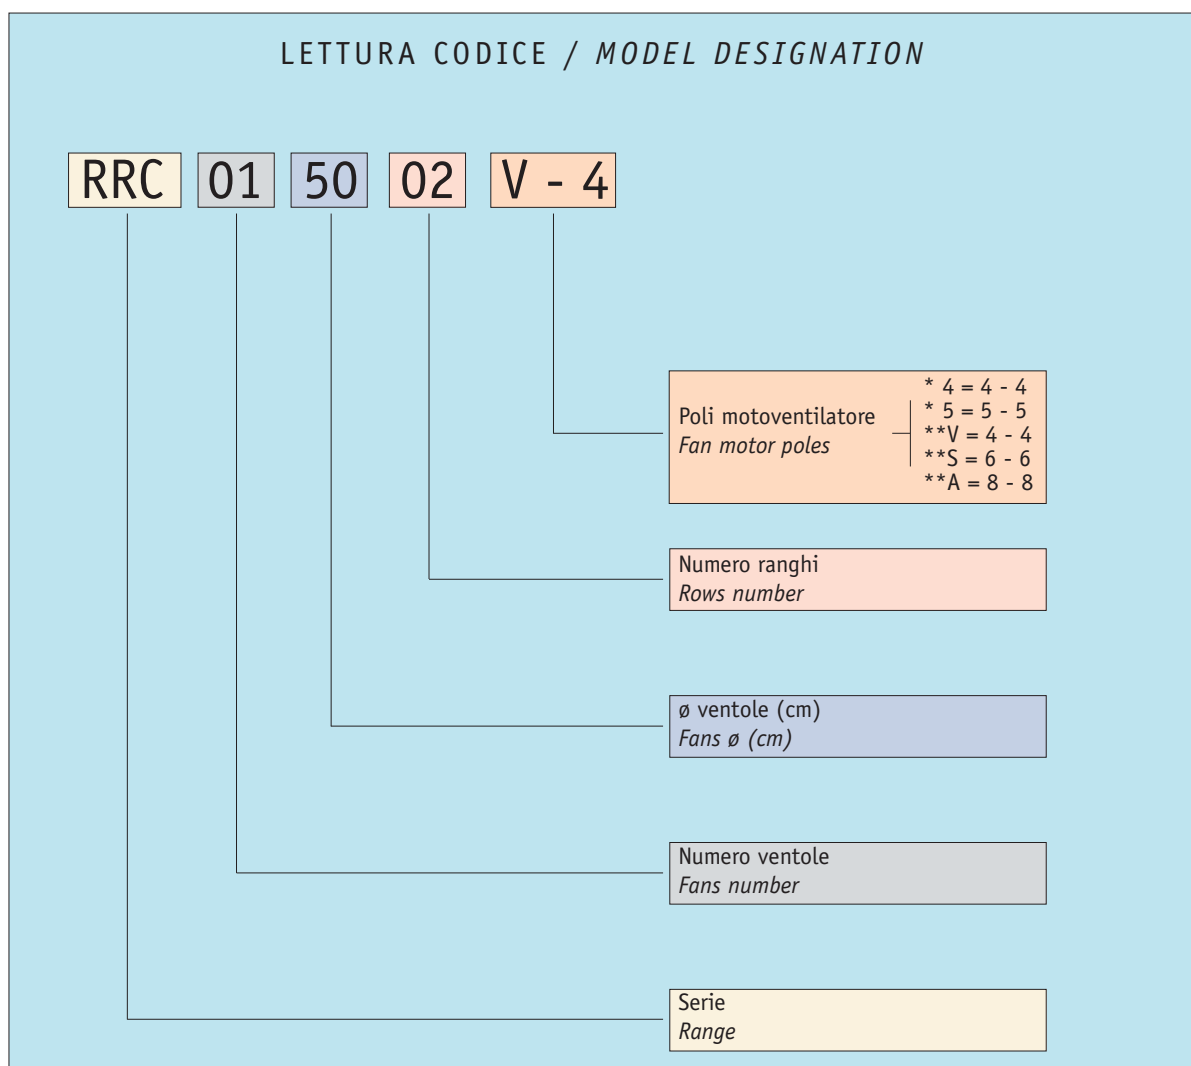 LETTURA CODICE / MODEL DESIGNATION
RRC 01 50 02 V - 4
Poli motoventilatore
Fan motor poles
* 4 = 4 - 4
* 5 = 5 - 5
**V = 4 - 4
**S = 6 - 6
**A = 8 - 8
Numero ranghi
Rows number
ø ventole (cm)
Fans ø (cm)
Numero ventole
Fans number
Serie
Range